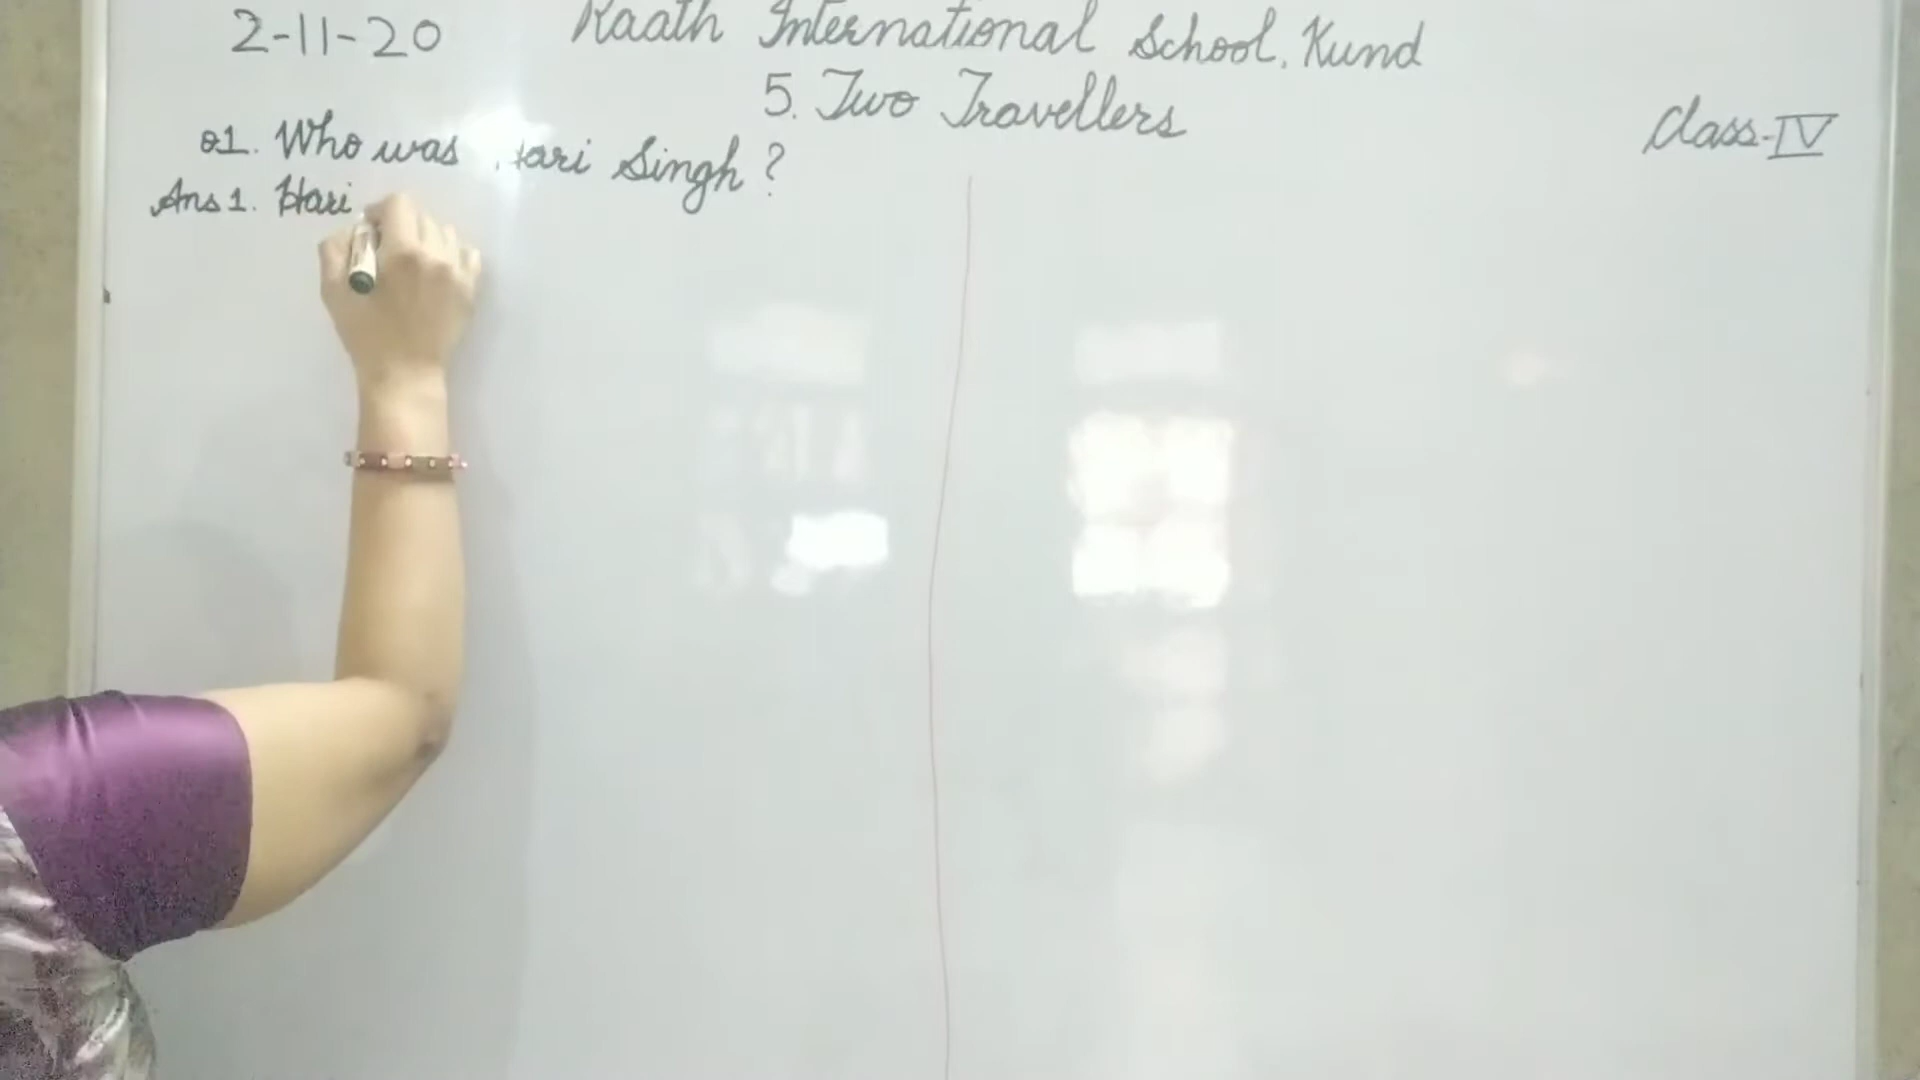 2-11-20
Raath International School, Kund
5. Two Travellers
Class-IV
Q1. Who was Hari Singh?
Ans 1. Hari